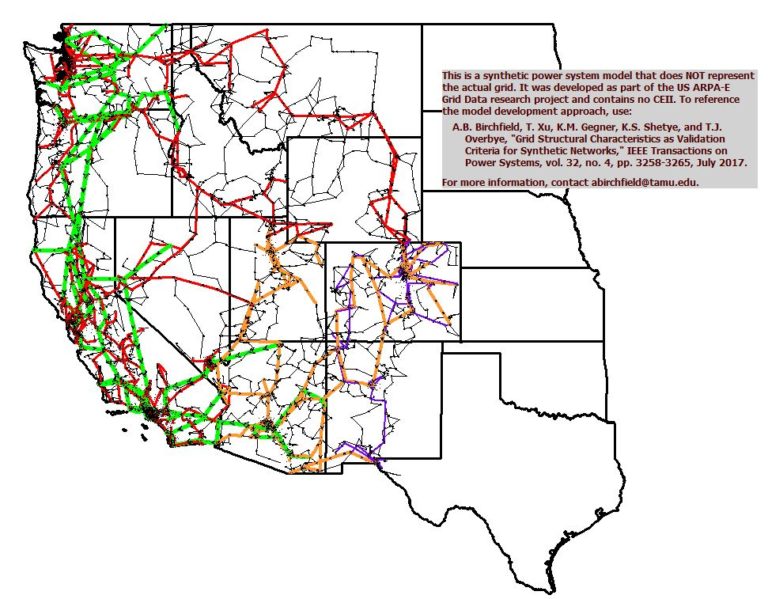 This is a synthetic power system model that does NOT represent
the actual grid. It was developed as part of the US ARPA-E
Grid Data research project and contains no CEII. To reference
the model development approach, use:
A.B. Birchfield, T. Xu, K.M. Gegner, K.S. Shetye, and T.J.
Overbye, "Grid Structural Characteristics as Validation
Criteria for Synthetic Networks," IEEE Transactions on
Power Systems, vol. 32, no. 4, pp. 3258-3265, July 2017.
For more information, contact abirchfield@tamu.edu.